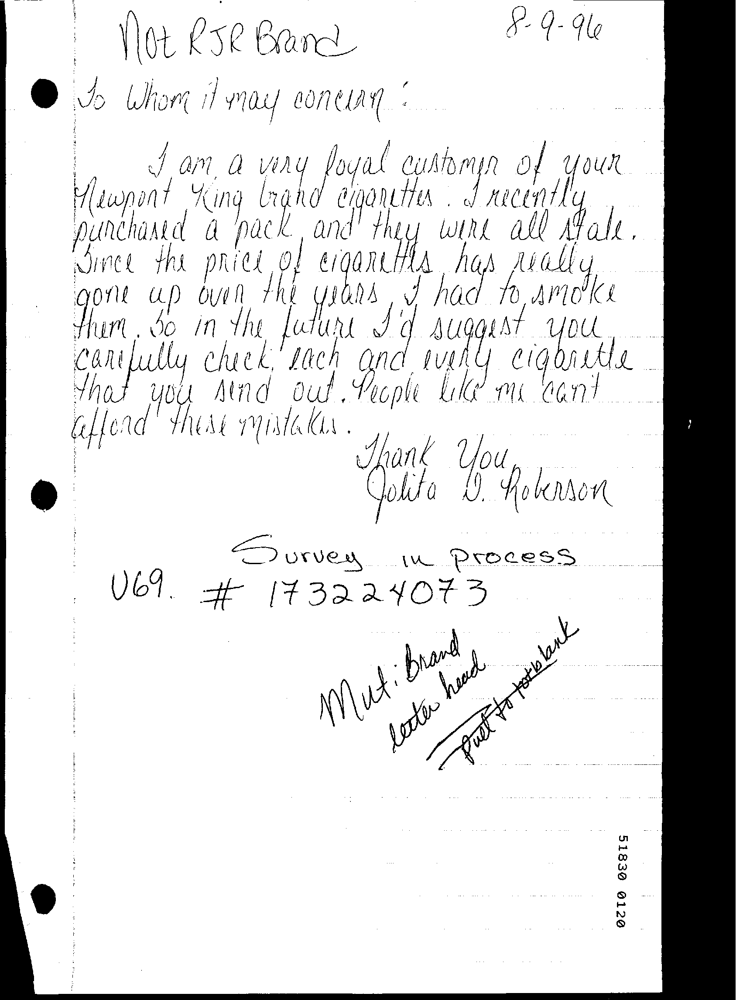 Not RJR Brand
8-9-96
To Whom it may concern:
I am a very loyal customer of your
Newport King brand cigarettes. I recently
purchased a pack and they were all stale.
Since the price of cigarettes has really
gone up over the years, I had to smoke
them. So in the future I'd suggest you
carefully check each and every cigarette
that you send out. People like me can't
afford these mistakes.
Thank You,
Jolita D. Roberson
Survey in process
U69. # 173224073
Mut: Brand
letter head
to
51830 0120